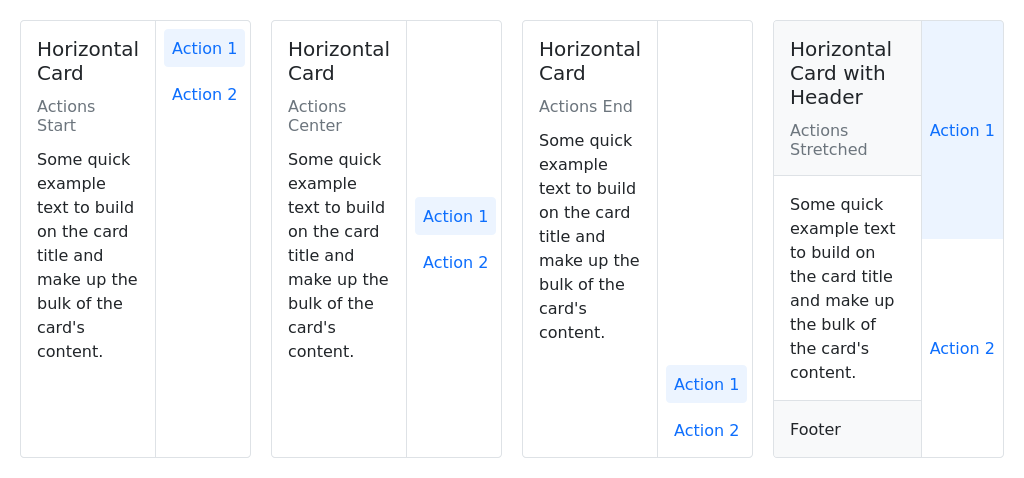 Horizontal
Card
Actions
Start
Some quick
example
text to build
on the card
title and
make up the
bulk of the
card's
content.
Action 1
Action 2
Horizontal
Card
Actions
Center
Some quick
example
text to build
on the card
title and
make up the
bulk of the
card's
content.
Action 1
Action 2
Horizontal
Card
Actions End
Some quick
example
text to build
on the card
title and
make up the
bulk of the
card's
content.
Action 1
Action 2
Horizontal
Card with
Header
Actions
Stretched
Some quick
example text
to build on
the card title
and make up
the bulk of
the card's
content.
Footer
Action 1
Action 2